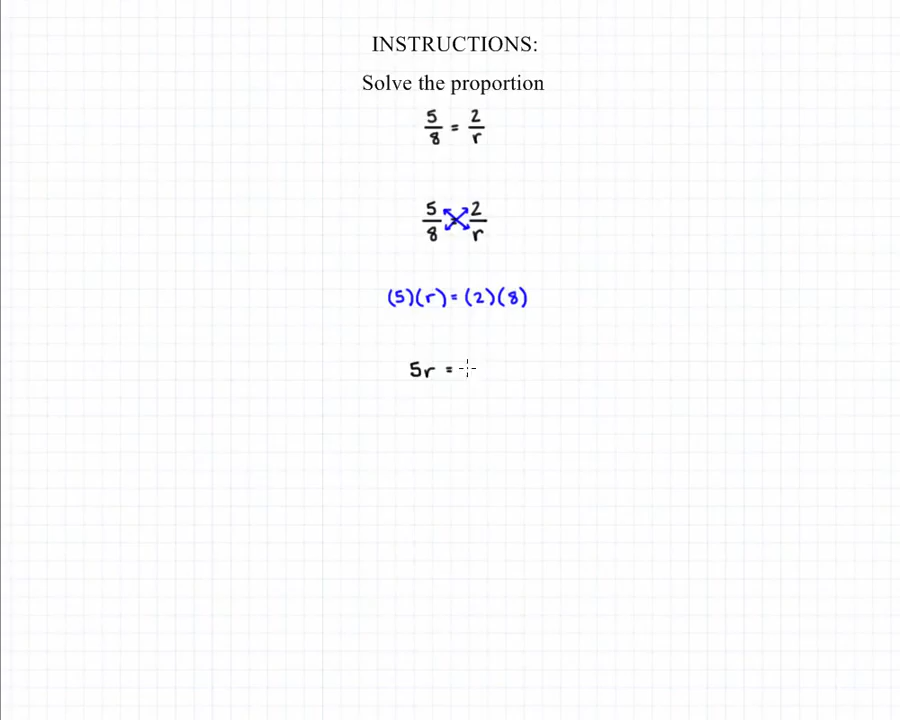 INSTRUCTIONS:
Solve the proportion
5/8 = 2/r
5/8 2/r
(5)(r) = (2)(8)
5r =